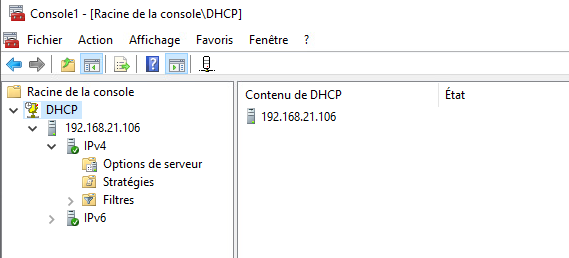 Console1 - [Racine de la console\DHCP]
Fichier Action Affichage Favoris Fenêtre ?
Racine de la console
DHCP
192.168.21.106
IPv4
Options de serveur
Stratégies
Filtres
IPv6
Contenu de DHCP État
192.168.21.106